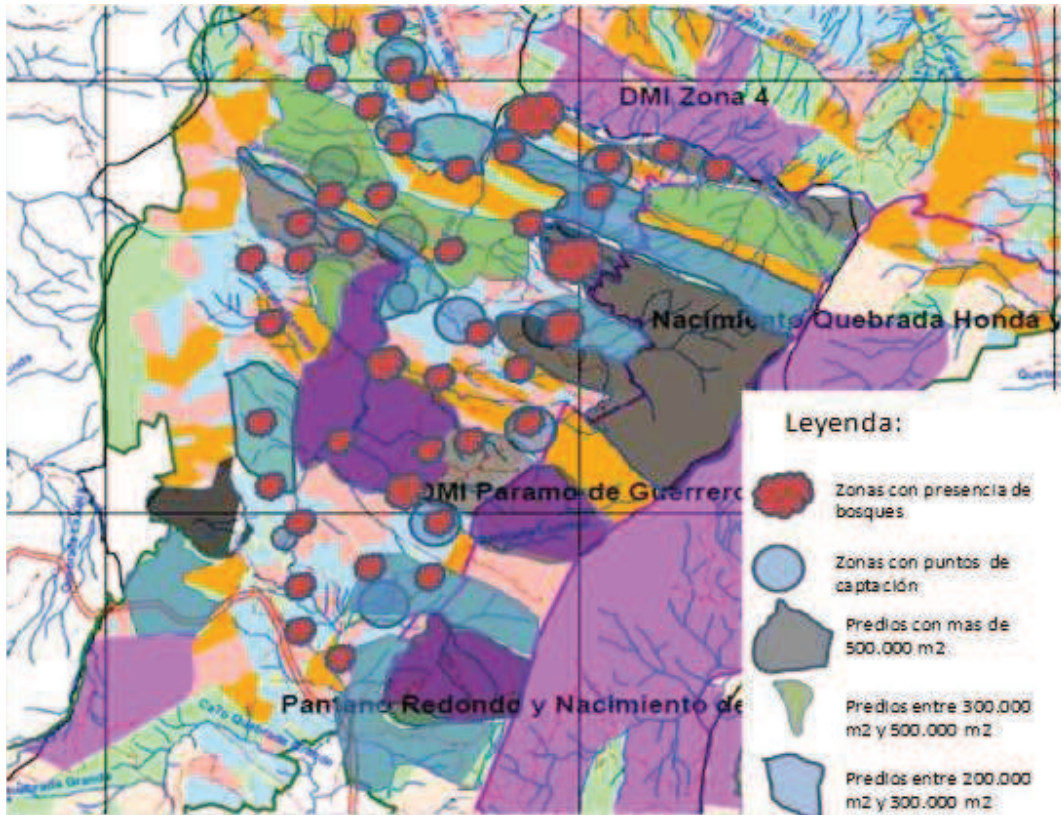 DMI Zona 4
Nacimiento Quebrada Honda y
Leyenda:
Zonas con presencia de
bosques
DMI Paramo de Guerrero
Zonas con puntos de
captación
Predios con mas de
500.000 m2
Pantano Redondo y Nacimiento de
Predios entre 300.000
m2 y 500.000 m2
Predios entre 200.000
m2 y 300.000 m2